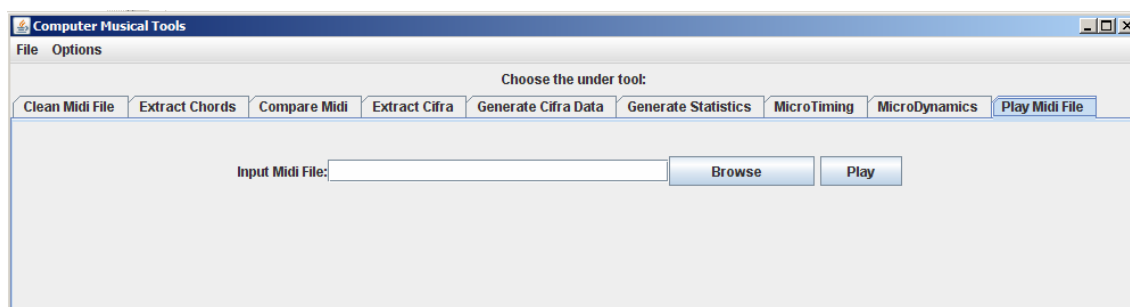 Computer Musical Tools
File Options
Choose the under tool:
Clean Midi File Extract Chords Compare Midi Extract Cifra Generate Cifra Data Generate Statistics MicroTiming MicroDynamics Play Midi File
Input Midi File: Browse Play